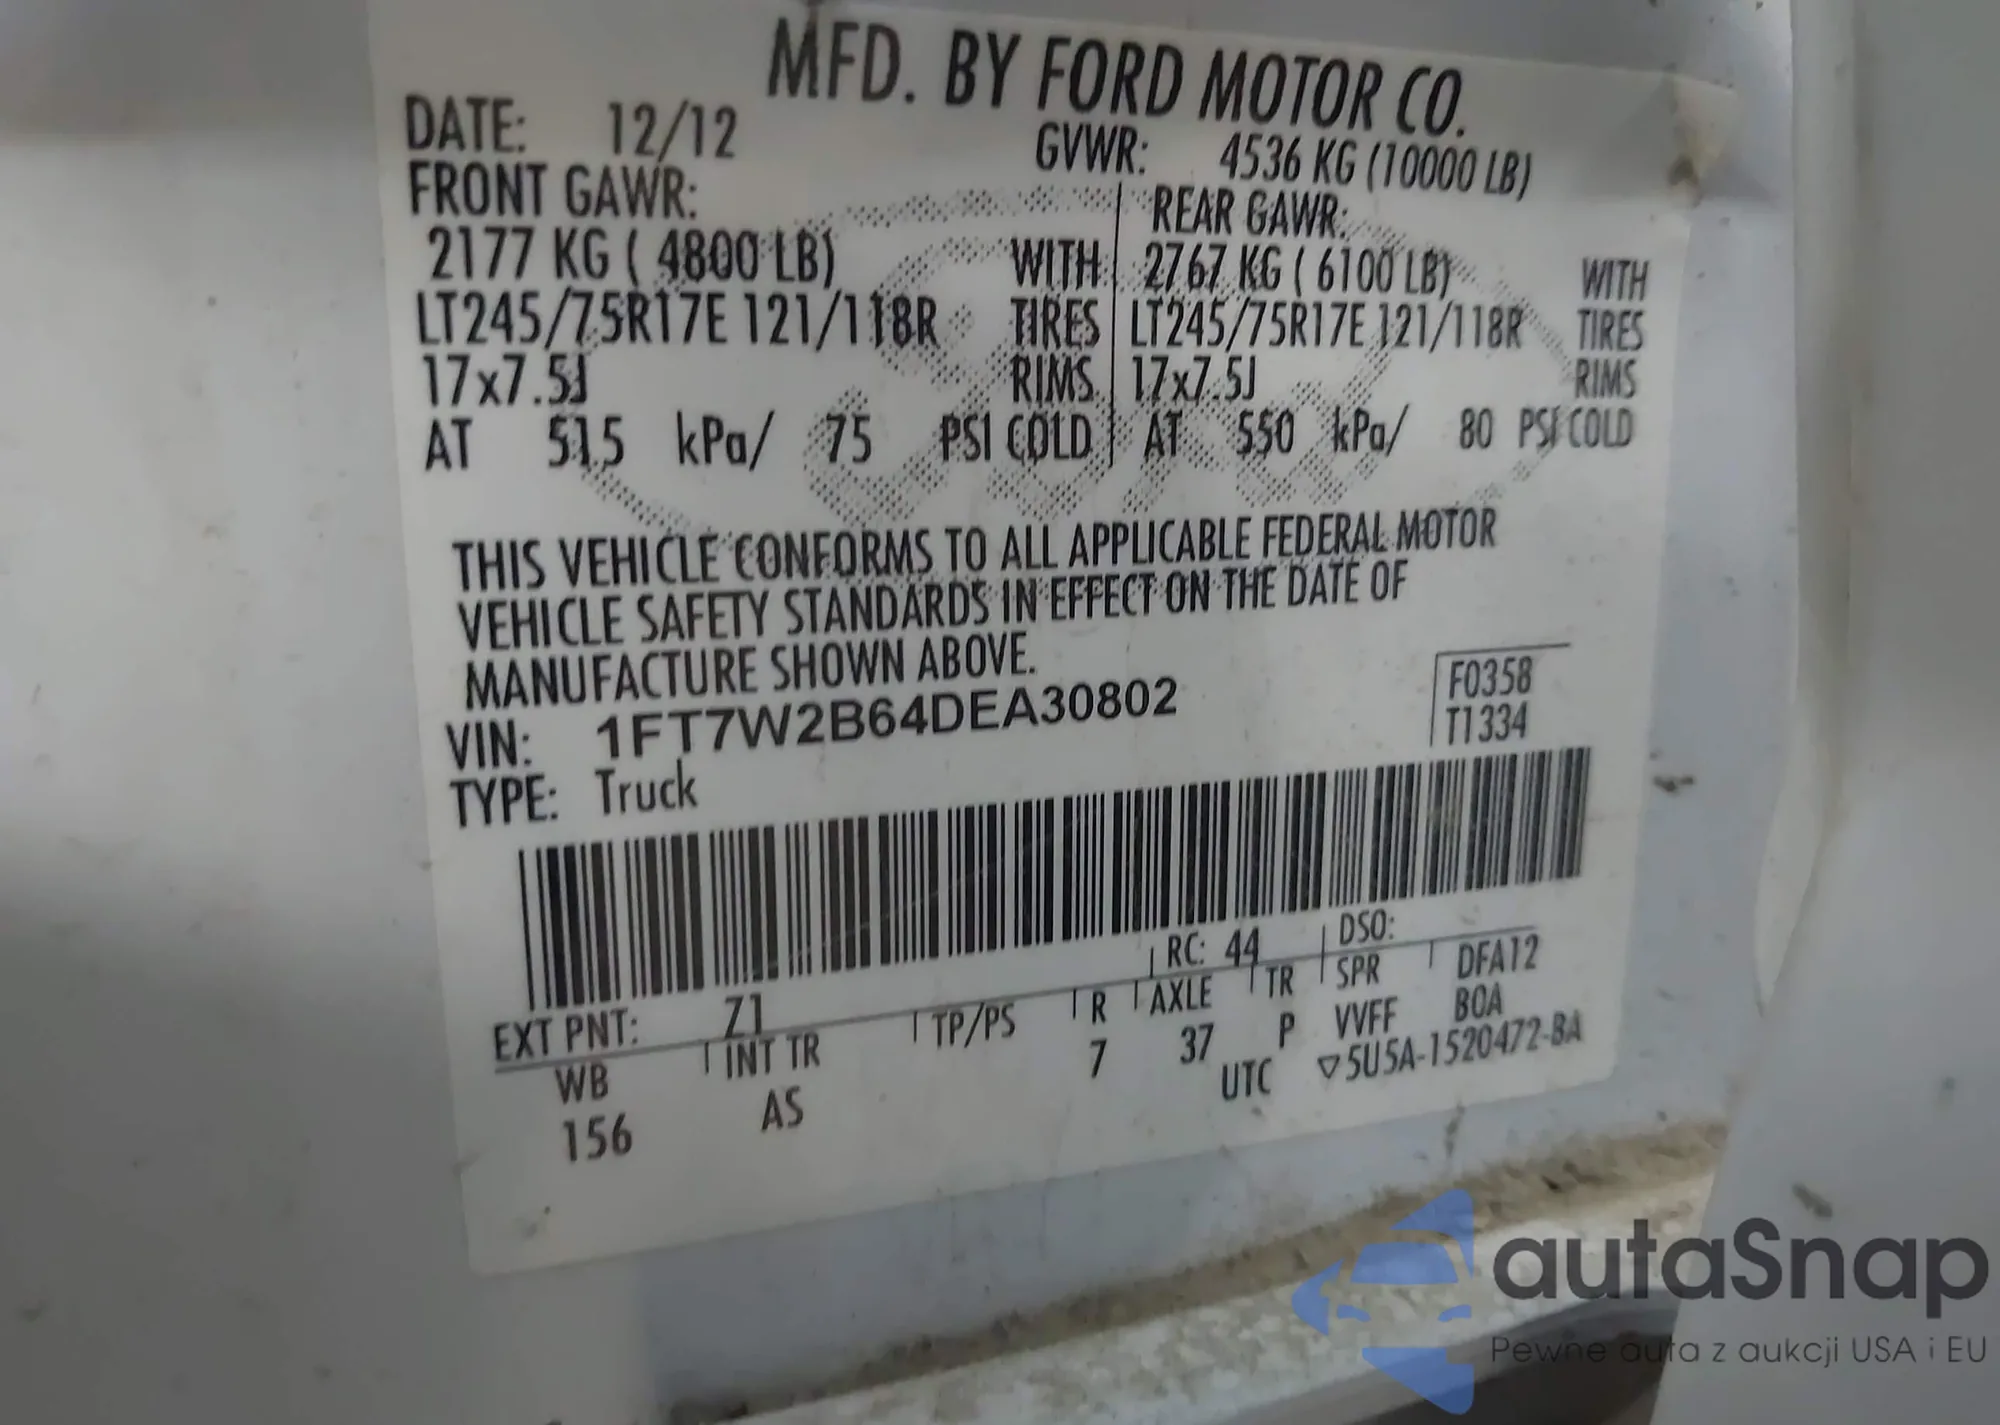 MFD. BY FORD MOTOR CO.
DATE: 12/12 GVWR: 4536 KG (10000 LB)
FRONT GAWR: REAR GAWR:
2177 KG ( 4800 LB) WITH 2767 KG ( 6100 LB) WITH
LT245/75R17E 121/118R TIRES LT245/75R17E 121/118R TIRES
17x7.5J RIMS 17x7.5J RIMS
AT 515 kPa/ 75 PSI COLD AT 550 kPa/ 80 PSI COLD
THIS VEHICLE CONFORMS TO ALL APPLICABLE FEDERAL MOTOR
VEHICLE SAFETY STANDARDS IN EFFECT ON THE DATE OF
MANUFACTURE SHOWN ABOVE.
F0358
VIN: 1FT7W2B64DEA30802 T1334
TYPE: Truck
EXT PNT: Z1 RC: 44 DSO:
WB INT TR TP/PS R AXLE TR SPR DFA12
156 AS 7 37 P VVFF BOA
UTC ▽5U5A-1520472-BA
autaSnap
Pewne auta z aukcji USA i EU